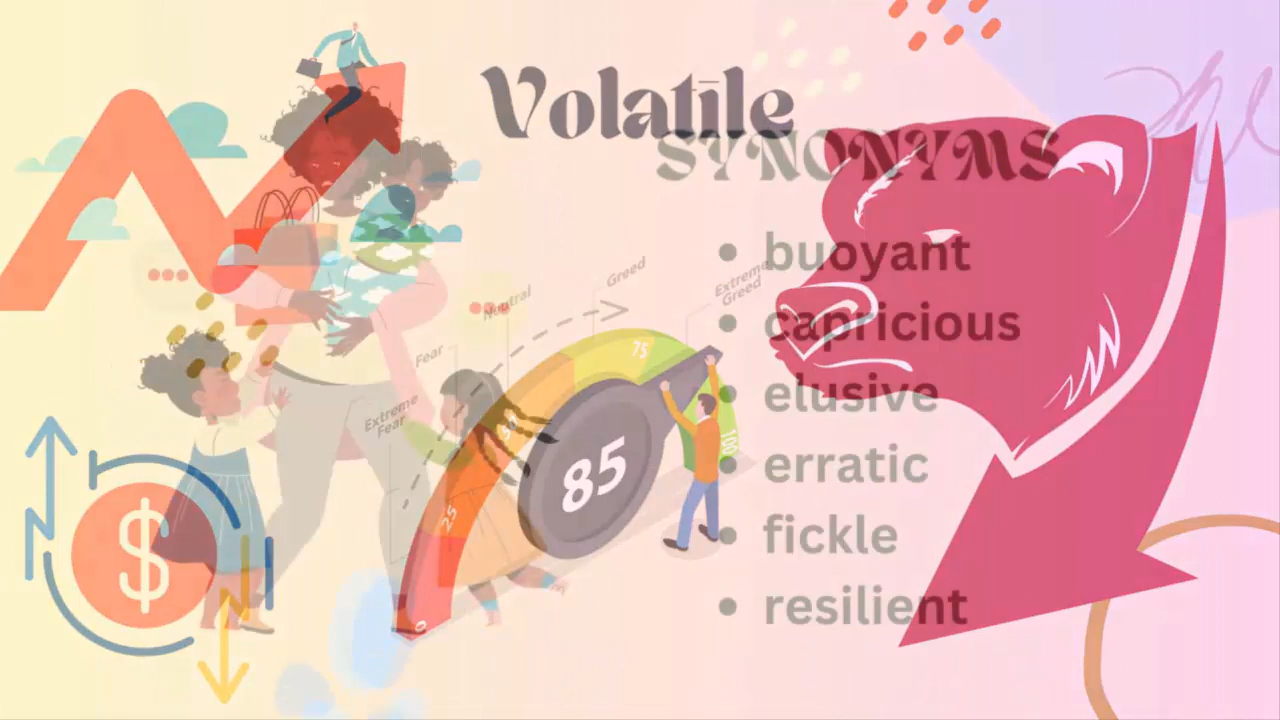 Volatile
SYNONYMS
• buoyant
• capricious
• elusive
• erratic
• fickle
• resilient
Extreme
Fear
Fear
Neutral
Greed
Extreme
Greed
0
25
50
75
100
85
$